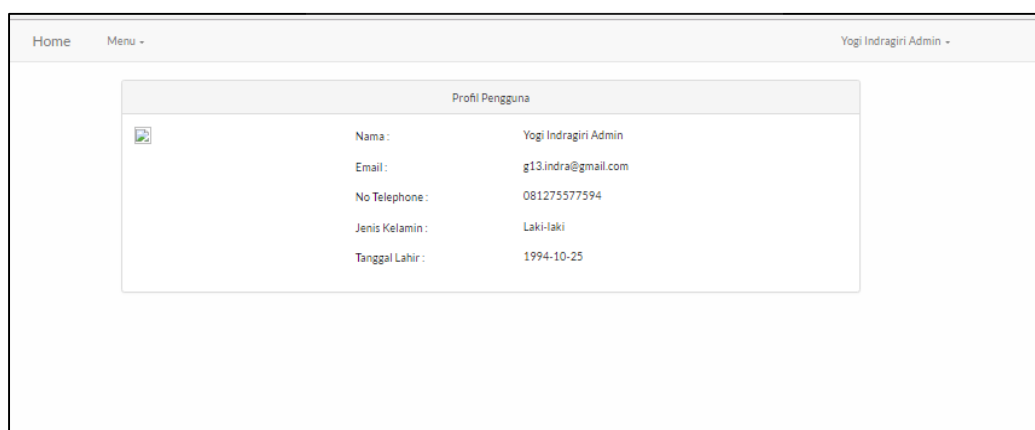 Home Menu Yogi Indragiri Admin
Profil Pengguna
Nama : Yogi Indragiri Admin
Email : g13.indra@gmail.com
No Telephone : 081275577594
Jenis Kelamin : Laki-laki
Tanggal Lahir : 1994-10-25